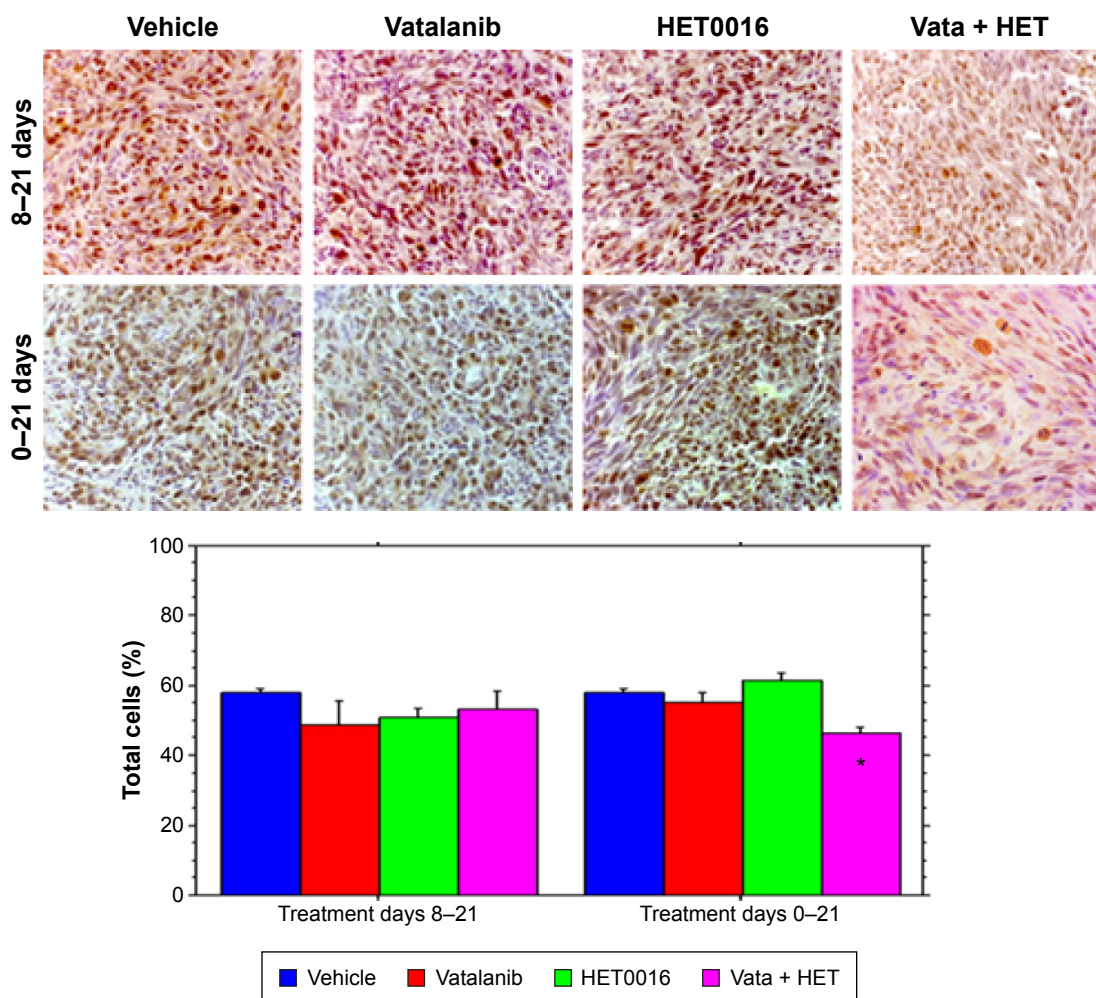 Vehicle Vatalanib HET0016 Vata + HET
8–21 days
0–21 days
Total cells (%)
100
80
60
40
20
0
*
Treatment days 8–21 Treatment days 0–21
Vehicle Vatalanib HET0016 Vata + HET